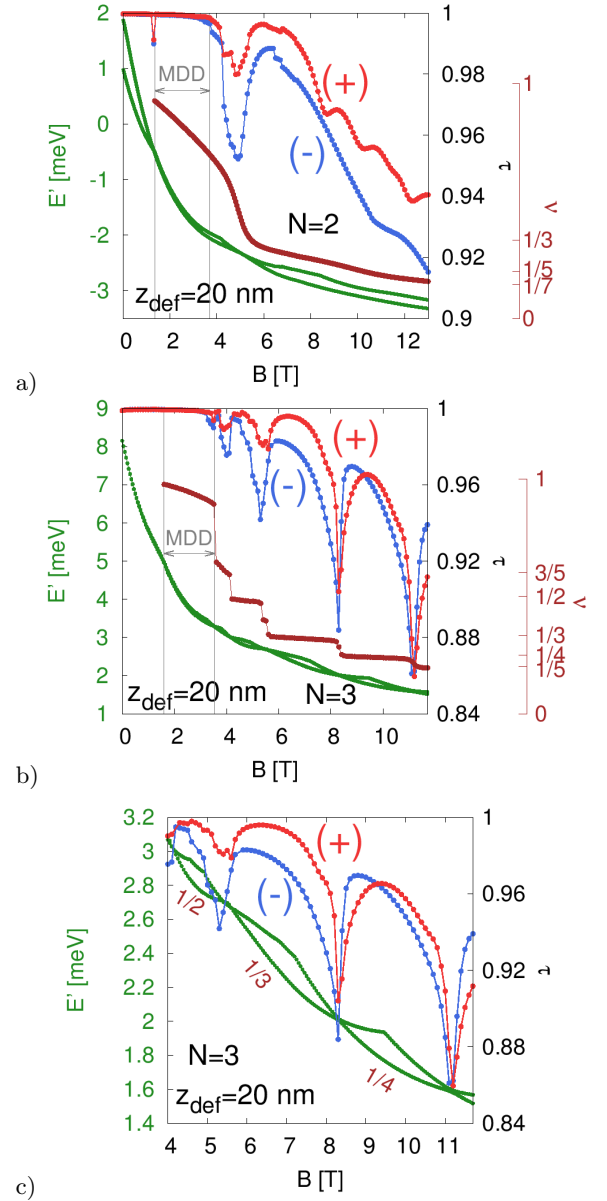 2
1
0
-1
-2
-3
E' [meV]
MDD
(+)
(-)
N=2
z_def=20 nm
1
0.98
0.96
0.94
0.92
0.9
τ
1
ν
1/3
1/5
1/7
0
0 2 4 6 8 10 12
B [T]
a)
9
8
7
6
5
4
3
2
1
E' [meV]
MDD
(+)
(-)
z_def=20 nm
N=3
1
0.96
0.92
0.88
0.84
τ
1
3/5
1/2
ν
1/3
1/4
1/5
0
0 2 4 6 8 10
B [T]
b)
3.2
3
2.8
2.6
2.4
2.2
2
1.8
1.6
1.4
E' [meV]
(+)
(-)
1/2
1/3
1/4
N=3
z_def=20 nm
1
0.96
0.92
0.88
0.84
τ
4 5 6 7 8 9 10 11
B [T]
c)